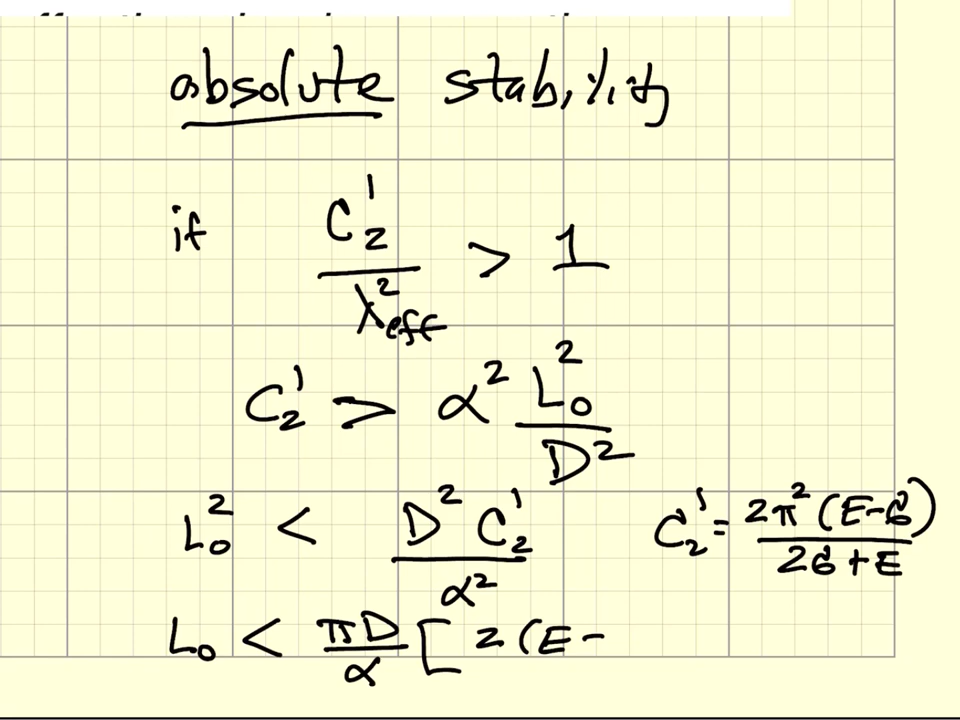 absolute stability
if C₂' / λ²eff > 1
C₂' > α² L₀² / D²
L₀² < D² C₂' / α²
C₂' = 2π² (E-G) / 2G + E
L₀ < πD / α [ 2 (E -